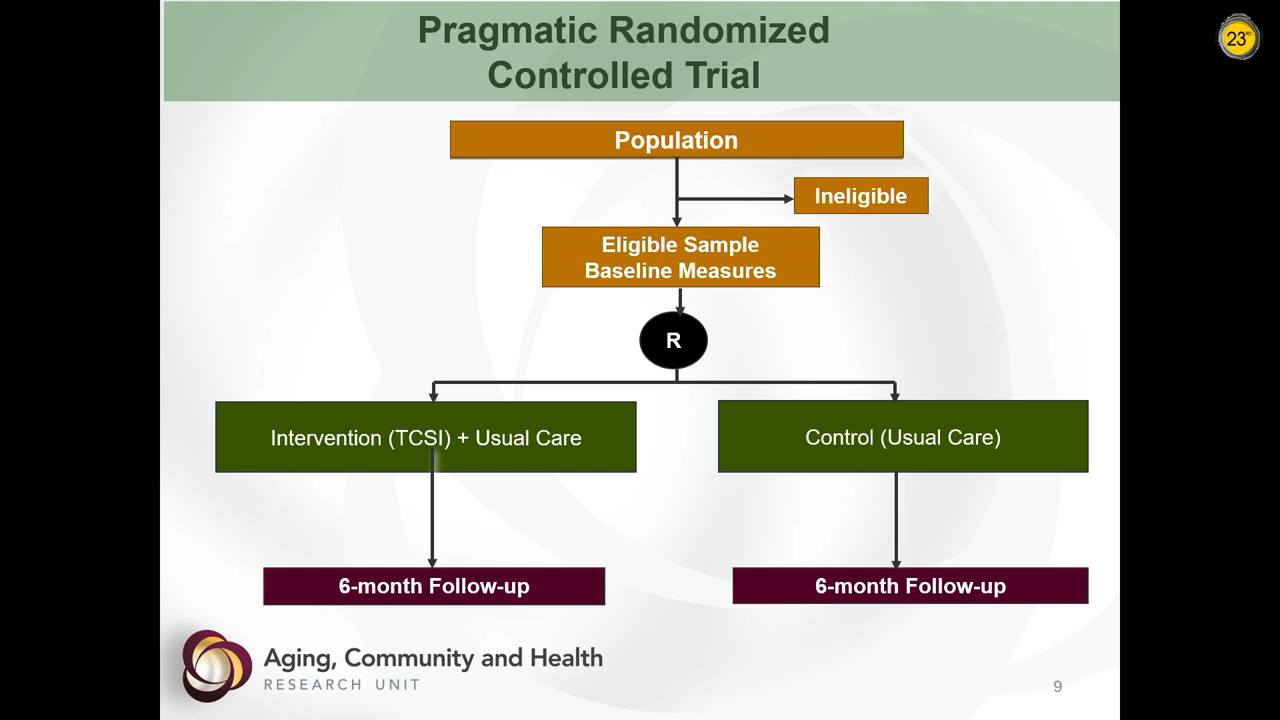 Pragmatic Randomized
Controlled Trial
23RD
Population
Ineligible
Eligible Sample
Baseline Measures
R
Intervention (TCSI) + Usual Care
Control (Usual Care)
6-month Follow-up
6-month Follow-up
Aging, Community and Health
RESEARCH UNIT
9